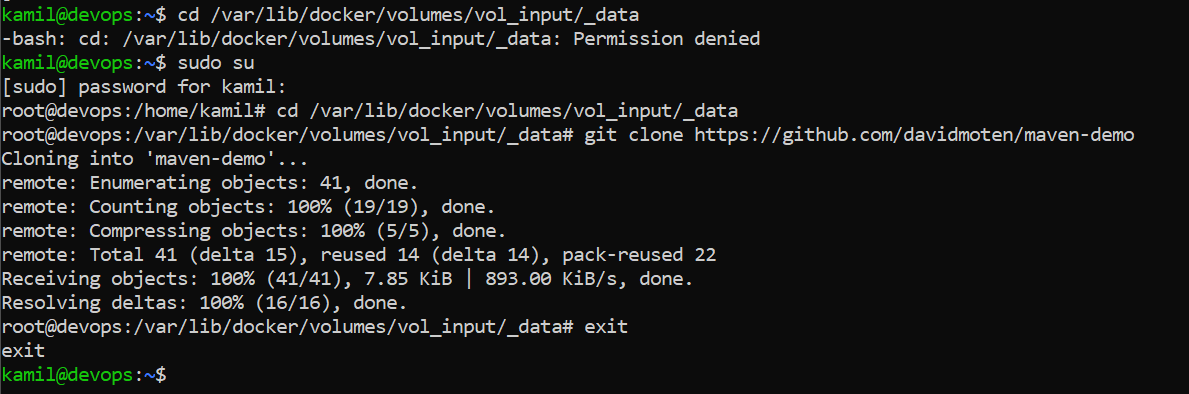 kamil@devops:~$ cd /var/lib/docker/volumes/vol_input/_data
-bash: cd: /var/lib/docker/volumes/vol_input/_data: Permission denied
kamil@devops:~$ sudo su
[sudo] password for kamil:
root@devops:/home/kamil# cd /var/lib/docker/volumes/vol_input/_data
root@devops:/var/lib/docker/volumes/vol_input/_data# git clone https://github.com/davidmoten/maven-demo
Cloning into 'maven-demo'...
remote: Enumerating objects: 41, done.
remote: Counting objects: 100% (19/19), done.
remote: Compressing objects: 100% (5/5), done.
remote: Total 41 (delta 15), reused 14 (delta 14), pack-reused 22
Receiving objects: 100% (41/41), 7.85 KiB | 893.00 KiB/s, done.
Resolving deltas: 100% (16/16), done.
root@devops:/var/lib/docker/volumes/vol_input/_data# exit
exit
kamil@devops:~$